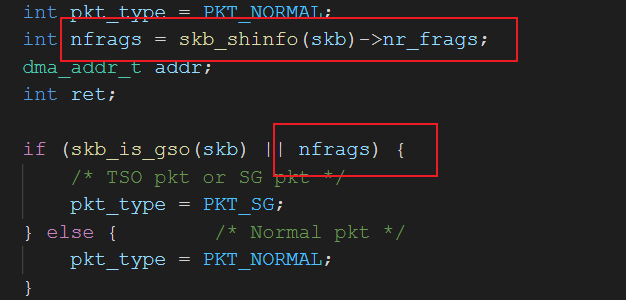 int pkt_type = PKT_NORMAL;
int nfrags = skb_shinfo(skb)->nr_frags;
dma_addr_t addr;
int ret;
if (skb_is_gso(skb) || nfrags) {
/* TSO pkt or SG pkt */
pkt_type = PKT_SG;
} else { /* Normal pkt */
pkt_type = PKT_NORMAL;
}